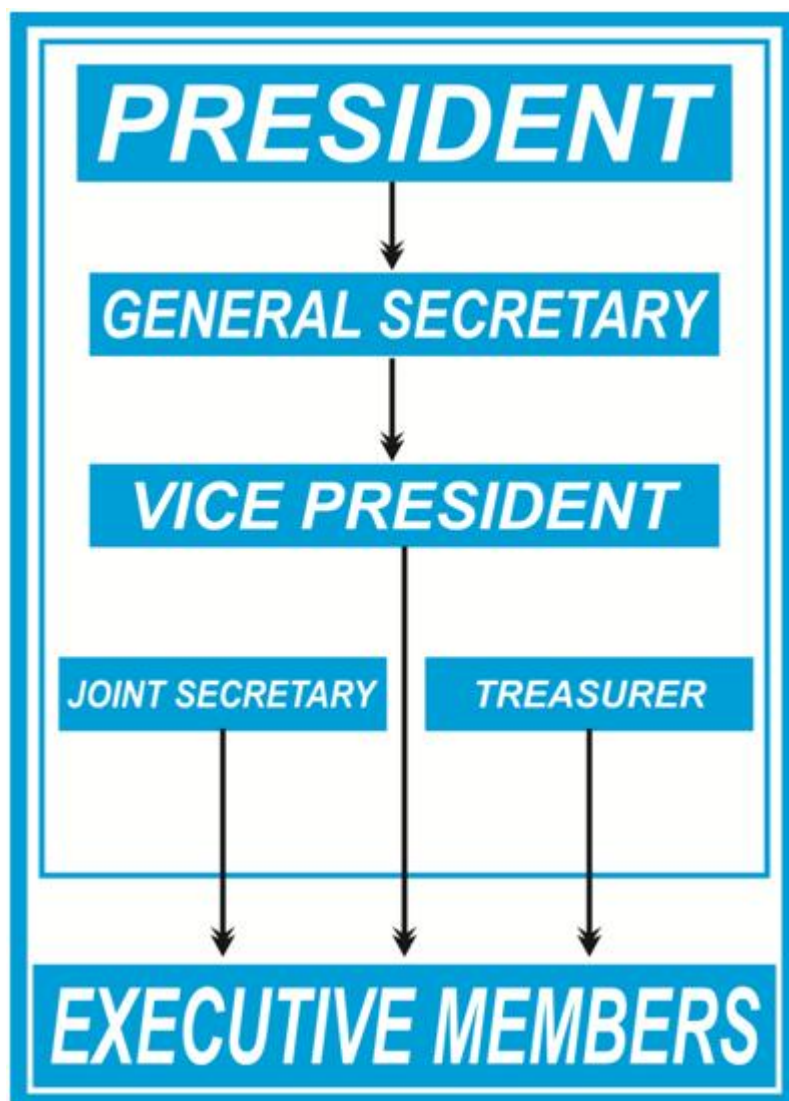 PRESIDENT
GENERAL SECRETARY
VICE PRESIDENT
JOINT SECRETARY
TREASURER
EXECUTIVE MEMBERS